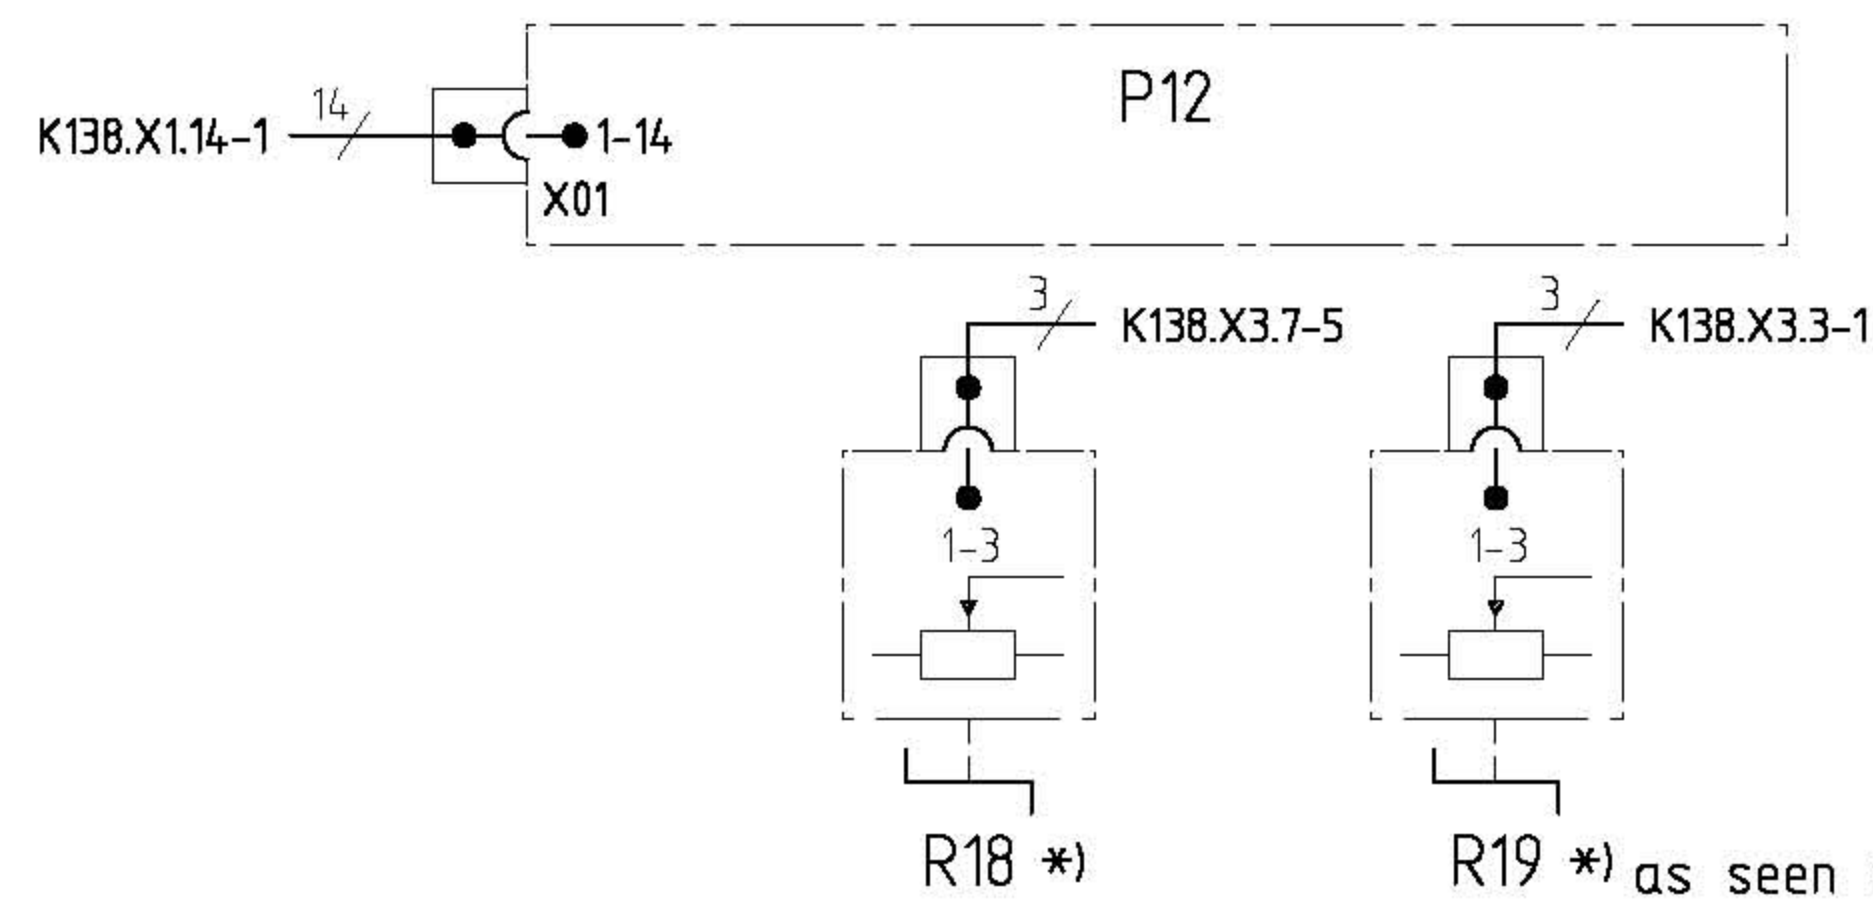 P12
14
K138.X1.14-1
1-14
X01
3
K138.X3.7-5
3
K138.X3.3-1
1-3
1-3
R18 *)
R19 *) as seen